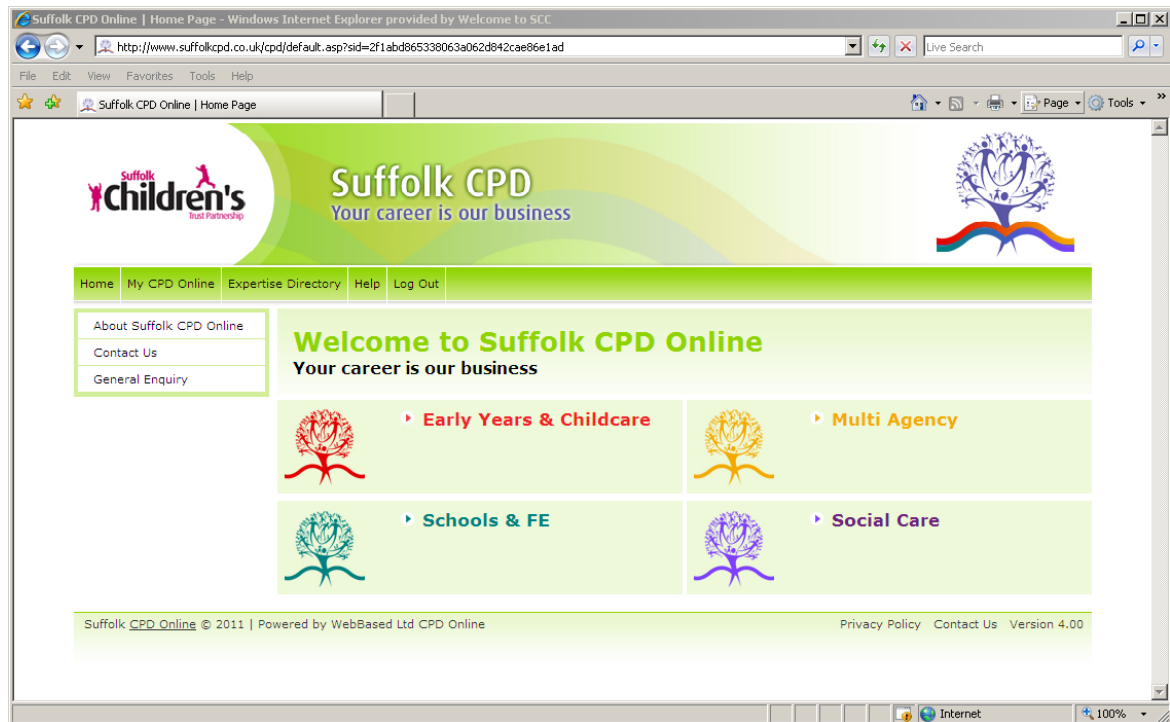 Suffolk CPD Online | Home Page - Windows Internet Explorer provided by Welcome to SCC
http://www.suffolkcpd.co.uk/cpd/default.asp?sid=2f1abd865338063a062d842cae86e1ad
Live Search
File Edit View Favorites Tools Help
Suffolk CPD Online | Home Page
Page Tools
Suffolk
Children's
Trust Partnership
Suffolk CPD
Your career is our business
Home My CPD Online Expertise Directory Help Log Out
About Suffolk CPD Online
Contact Us
General Enquiry
Welcome to Suffolk CPD Online
Your career is our business
Early Years & Childcare
Multi Agency
Schools & FE
Social Care
Suffolk CPD Online © 2011 | Powered by WebBased Ltd CPD Online
Privacy Policy Contact Us Version 4.00
Internet
100%